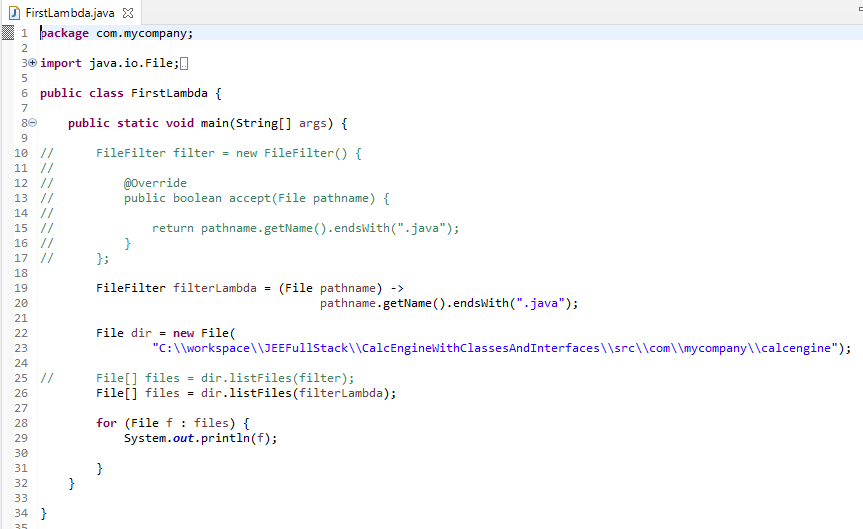 FirstLambda.java
1 package com.mycompany;
2
3 import java.io.File;
5
6 public class FirstLambda {
7
8     public static void main(String[] args) {
9
10 //      FileFilter filter = new FileFilter() {
11 //
12 //          @Override
13 //          public boolean accept(File pathname) {
14 //
15 //              return pathname.getName().endsWith(".java");
16 //          }
17 //      };
18
19         FileFilter filterLambda = (File pathname) ->
20                                         pathname.getName().endsWith(".java");
21
22         File dir = new File(
23                 "C:\\workspace\\JEEFullStack\\CalcEngineWithClassesAndInterfaces\\src\\com\\mycompany\\calcengine");
24
25 //      File[] files = dir.listFiles(filter);
26         File[] files = dir.listFiles(filterLambda);
27
28         for (File f : files) {
29             System.out.println(f);
30
31         }
32     }
33
34 }
35